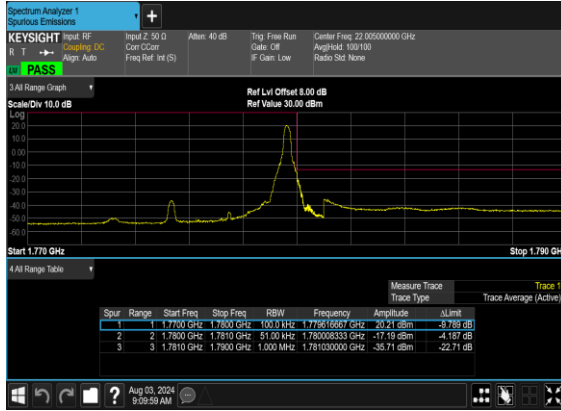 Spectrum Analyzer 1
Spurious Emissions
KEYSIGHT Input: RF Input Z: 50 Ω Atten: 40 dB Trig: Free Run Center Freq: 22.005000000 GHz
R T Coupling: DC Corr CCorr Gate: Off Avg|Hold: 100/100
Align: Auto Freq Ref: Int (S) IF Gain: Low Radio Std: None
PASS
3 All Range Graph
Ref Lvl Offset 8.00 dB
Scale/Div 10.0 dB Ref Value 30.00 dBm
Log
20.0
10.0
0.00
-10.0
-20.0
-30.0
-40.0
-50.0
-60.0
Start 1.770 GHz Stop 1.790 GH
4 All Range Table
Measure Trace Trace 1
Trace Type Trace Average (Active)
Spur Range Start Freq Stop Freq RBW Frequency Amplitude ΔLimit
1 1 1.7700 GHz 1.7800 GHz 100.0 kHz 1.779616667 GHz 20.21 dBm -9.789 dB
2 2 1.7800 GHz 1.7810 GHz 51.00 kHz 1.780008333 GHz -17.19 dBm -4.187 dB
3 3 1.7810 GHz 1.7900 GHz 1.000 MHz 1.781030000 GHz -35.71 dBm -22.71 dB
Aug 03, 2024
9:09:59 AM